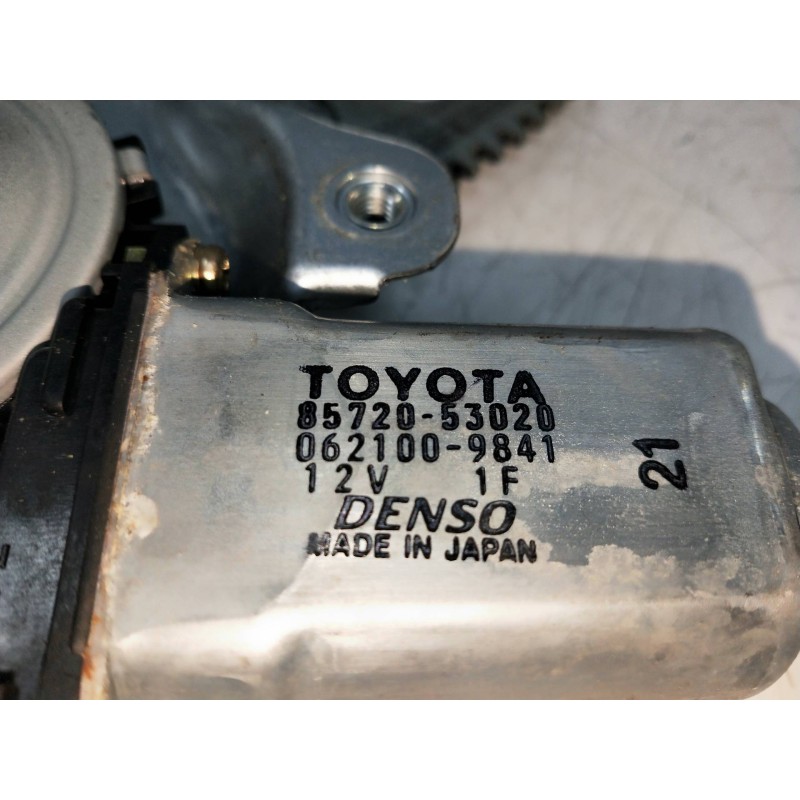 TOYOTA
85720-53020
062100-9841
12V 1F
DENSO
MADE IN JAPAN
21